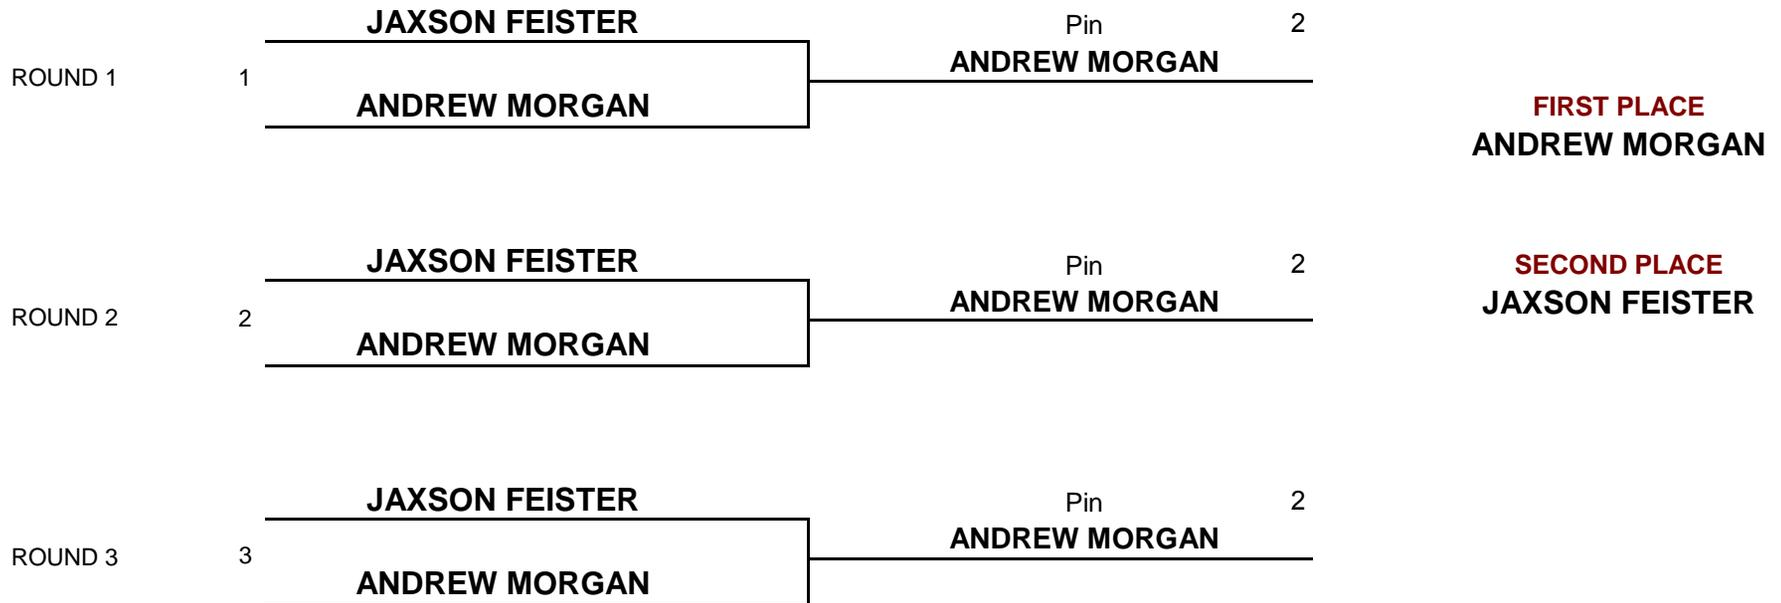 JAXSON FEISTER
Pin 2
ANDREW MORGAN
ROUND 1 1
ANDREW MORGAN
FIRST PLACE
ANDREW MORGAN
JAXSON FEISTER
Pin 2
SECOND PLACE
ANDREW MORGAN
JAXSON FEISTER
ROUND 2 2
ANDREW MORGAN
JAXSON FEISTER
Pin 2
ANDREW MORGAN
ROUND 3 3
ANDREW MORGAN